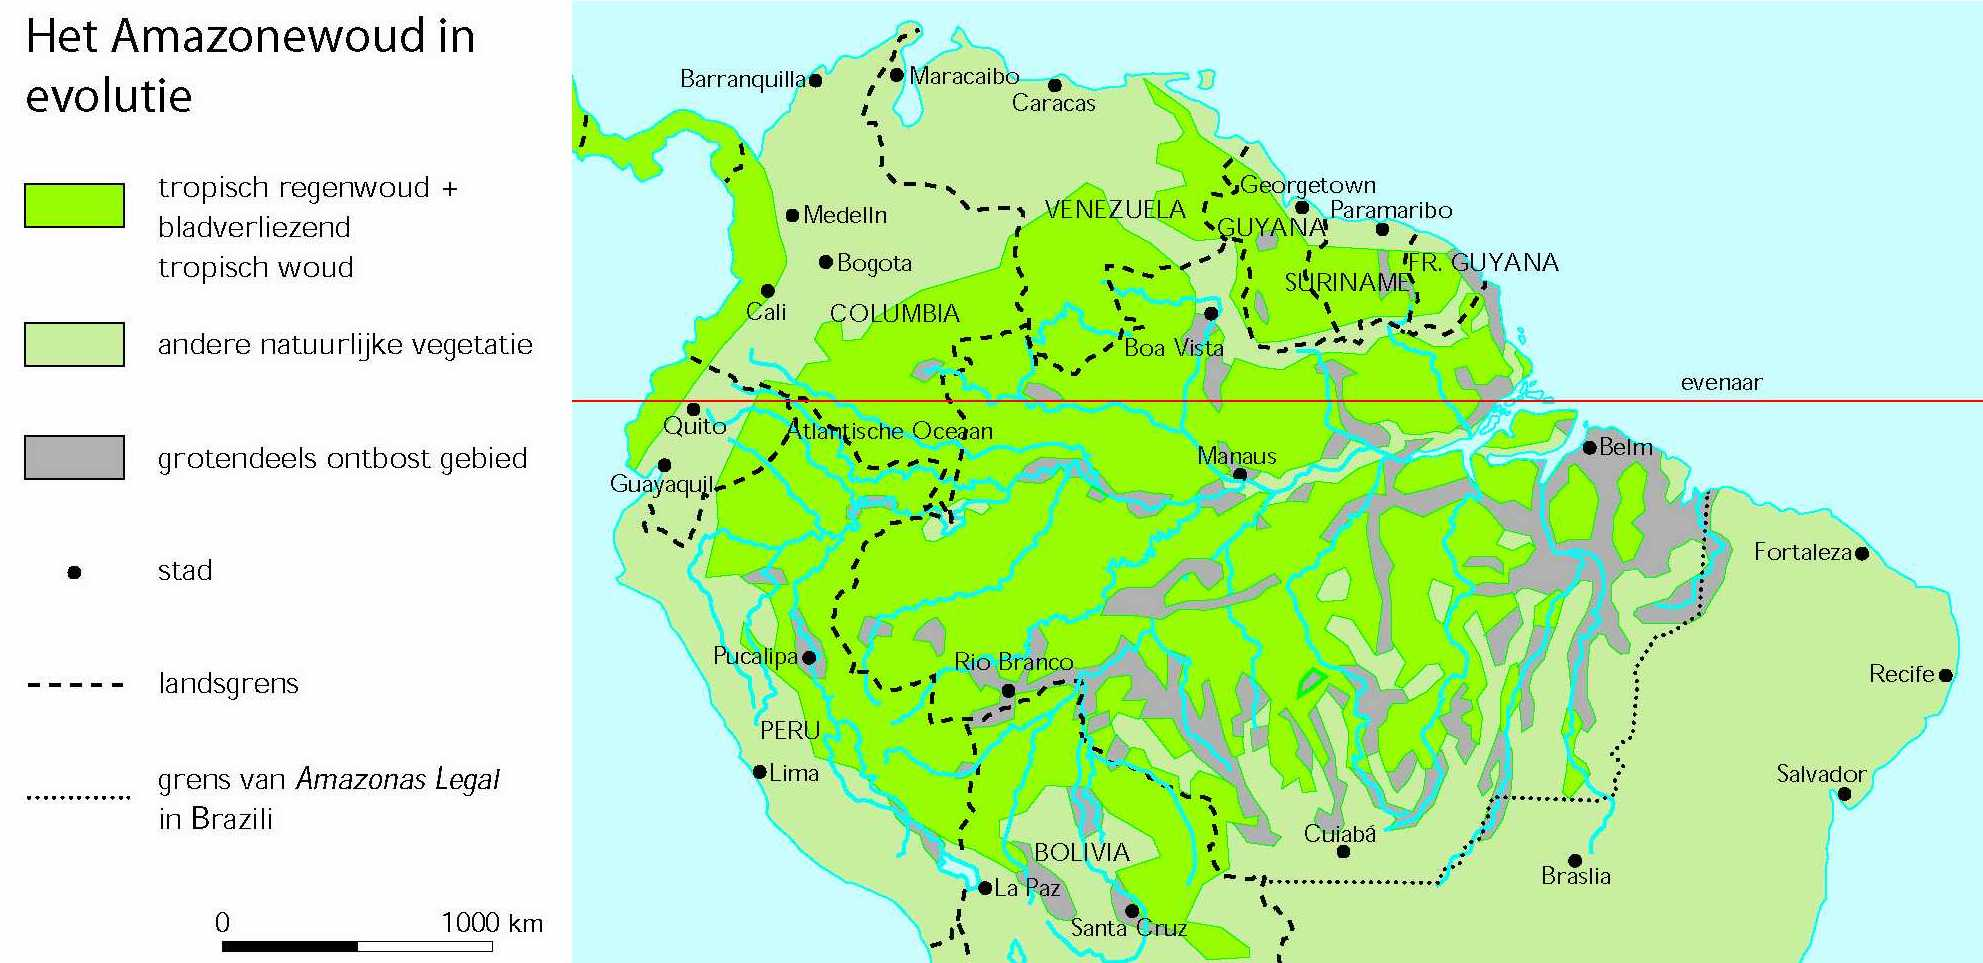 Het Amazonewoud in
evolutie
tropisch regenwoud +
bladverliezend
tropisch woud
andere natuurlijke vegetatie
grotendeels ontbost gebied
stad
landsgrens
grens van Amazonas Legal
in Brazili
0 1000 km
Barranquilla
Maracaibo
Caracas
Georgetown
VENEZUELA
Paramaribo
Medelln
GUYANA
Bogota
FR. GUYANA
SURINAME
Cali
COLUMBIA
Boa Vista
evenaar
Quito
Atlantische Oceaan
Belm
Manaus
Guayaquil
Fortaleza
Pucalipa
Rio Branco
Recife
PERU
Lima
Salvador
Cuiabá
BOLIVIA
Braslia
La Paz
Santa Cruz